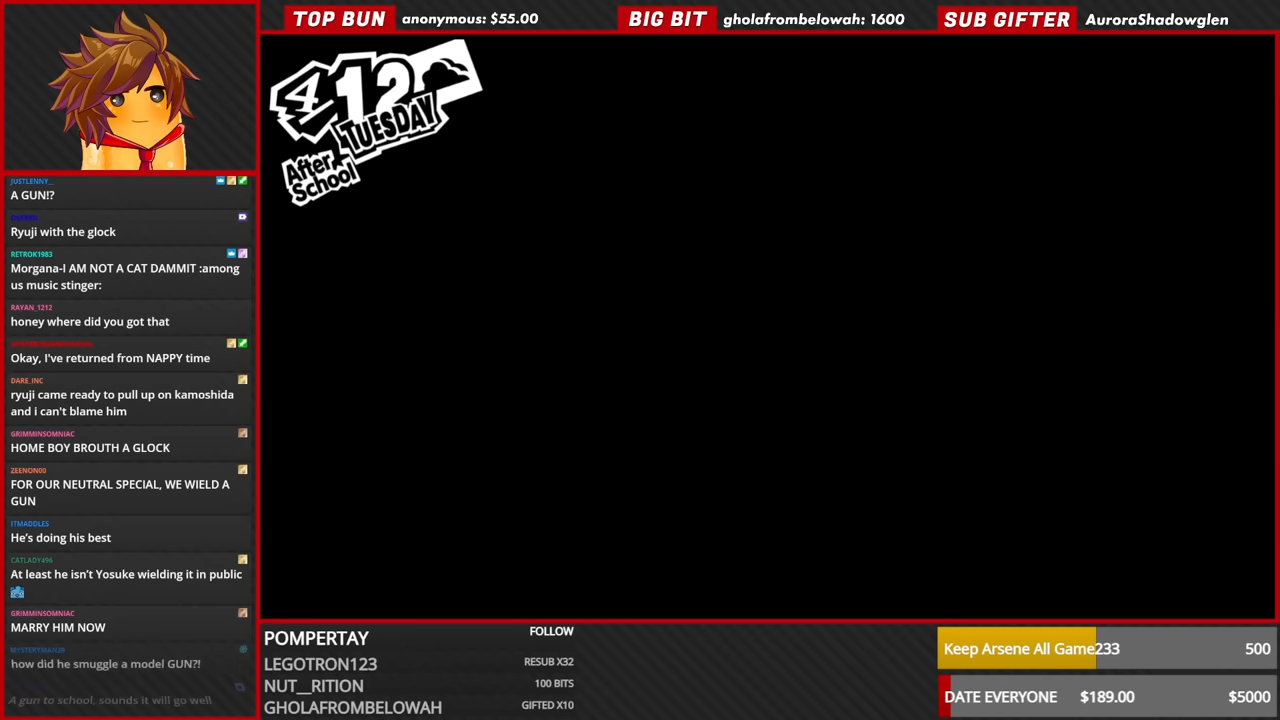 TOP BUN anonymous: $55.00 BIG BIT gholafrombelowah: 1600 SUB GIFTER AuroraShadowglen
4 12
TUESDAY
After
School
JUSTLENNY_
A GUN!?
Ryuji with the glock
RETROK1983
Morgana-I AM NOT A CAT DAMMIT :among
us music stinger:
RAYAN_1212
honey where did you got that
Okay, I've returned from NAPPY time
DARE_INC
ryuji came ready to pull up on kamoshida
and i can't blame him
GRIMMINSOMNIAC
HOME BOY BROUTH A GLOCK
ZEENON00
FOR OUR NEUTRAL SPECIAL, WE WIELD A
GUN
ITMADDLES
He's doing his best
CATLADY496
At least he isn't Yosuke wielding it in public
GRIMMINSOMNIAC
MARRY HIM NOW
how did he smuggle a model GUN?!
A gun to school, sounds it will go well
POMPERTAY FOLLOW
LEGOTRON123 RESUB X32
NUT__RITION 100 BITS
GHOLAFROMBELOWAH GIFTED X10
Keep Arsene All Game 233 500
DATE EVERYONE $189.00 $5000